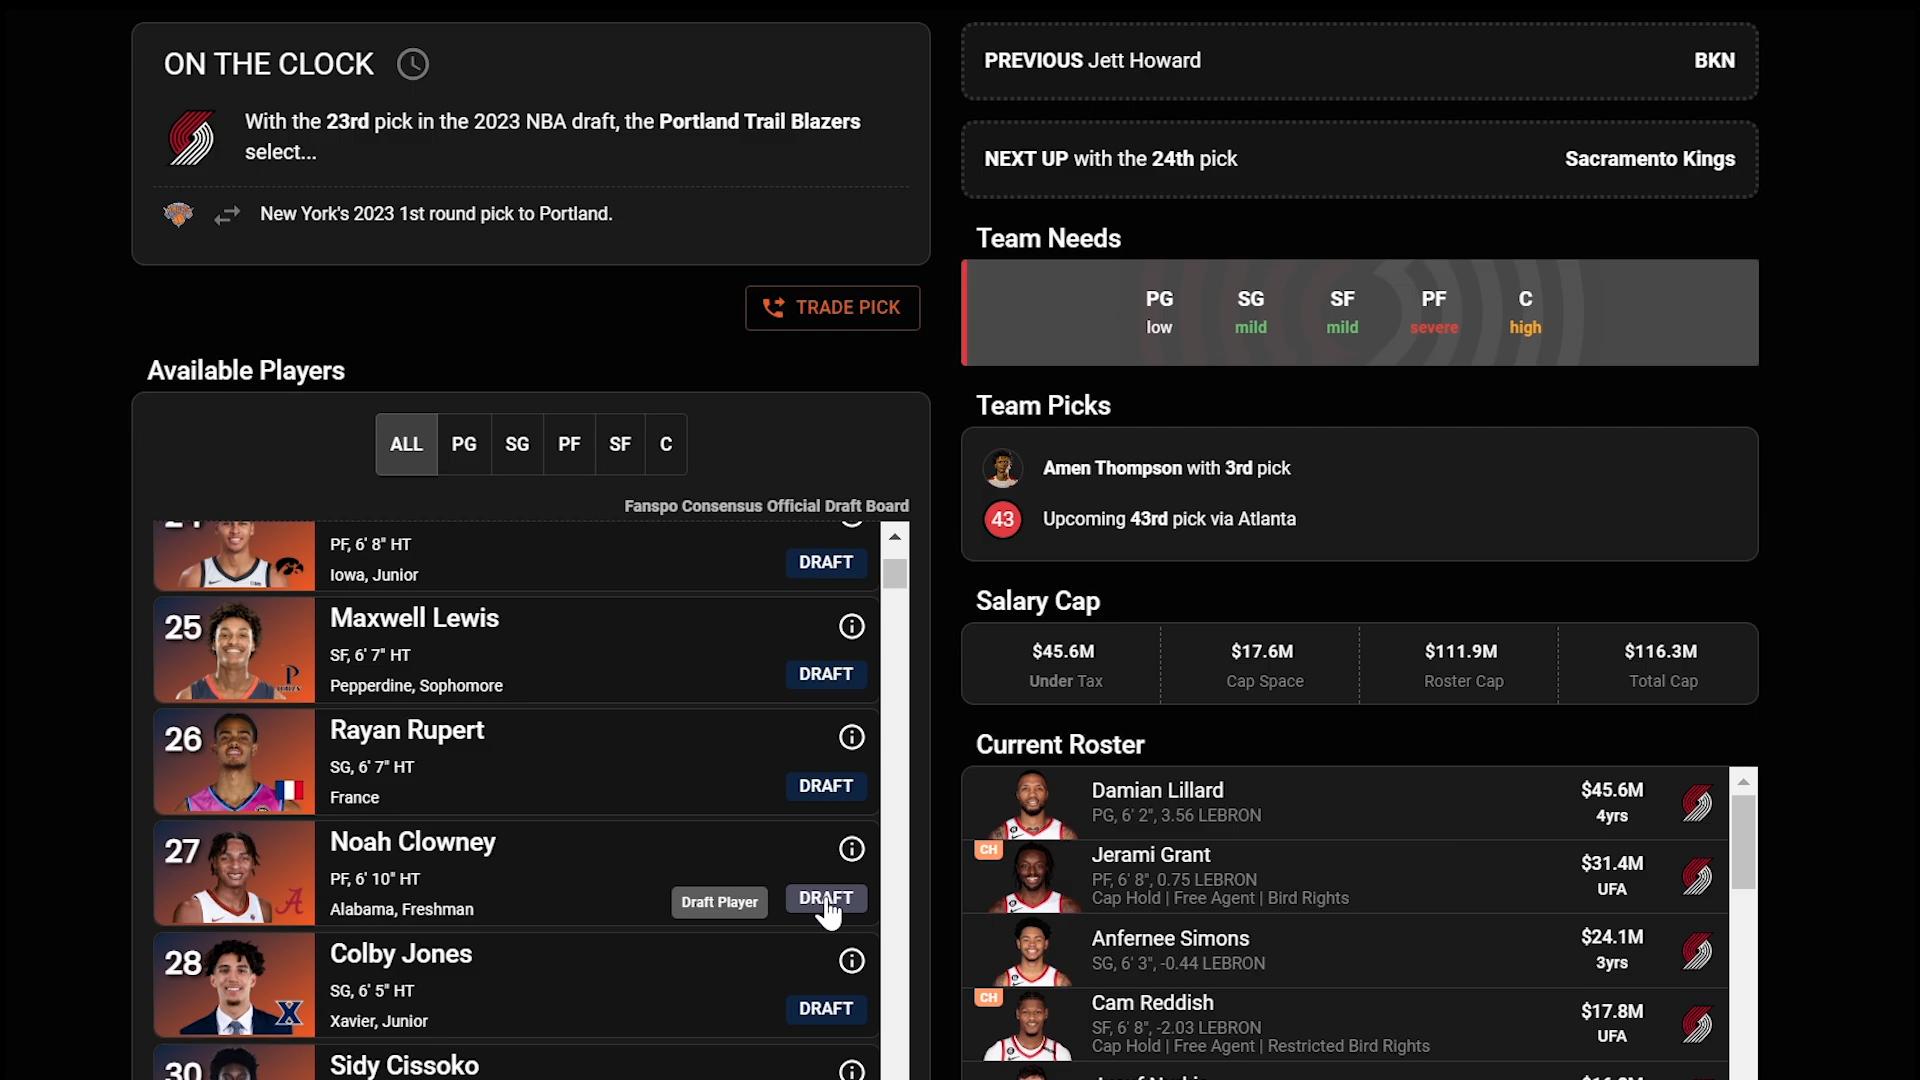 ON THE CLOCK
With the 23rd pick in the 2023 NBA draft, the Portland Trail Blazers
select...
New York's 2023 1st round pick to Portland.
TRADE PICK
Available Players
ALL PG SG PF SF C
Fanspo Consensus Official Draft Board
PF, 6' 8" HT
DRAFT
Iowa, Junior
25
Maxwell Lewis
SF, 6' 7" HT
DRAFT
Pepperdine, Sophomore
26
Rayan Rupert
SG, 6' 7" HT
DRAFT
France
27
Noah Clowney
PF, 6' 10" HT
Draft Player
DRAFT
Alabama, Freshman
28
Colby Jones
SG, 6' 5" HT
DRAFT
Xavier, Junior
30
Sidy Cissoko
PREVIOUS Jett Howard
BKN
NEXT UP with the 24th pick
Sacramento Kings
Team Needs
PG SG SF PF C
low mild mild severe high
Team Picks
Amen Thompson with 3rd pick
43 Upcoming 43rd pick via Atlanta
Salary Cap
$45.6M $17.6M $111.9M $116.3M
Under Tax Cap Space Roster Cap Total Cap
Current Roster
Damian Lillard
$45.6M
PG, 6' 2", 3.56 LEBRON
4yrs
CH
Jerami Grant
$31.4M
PF, 6' 8", 0.75 LEBRON
UFA
Cap Hold | Free Agent | Bird Rights
Anfernee Simons
$24.1M
SG, 6' 3", -0.44 LEBRON
3yrs
CH
Cam Reddish
$17.8M
SF, 6' 8", -2.03 LEBRON
UFA
Cap Hold | Free Agent | Restricted Bird Rights